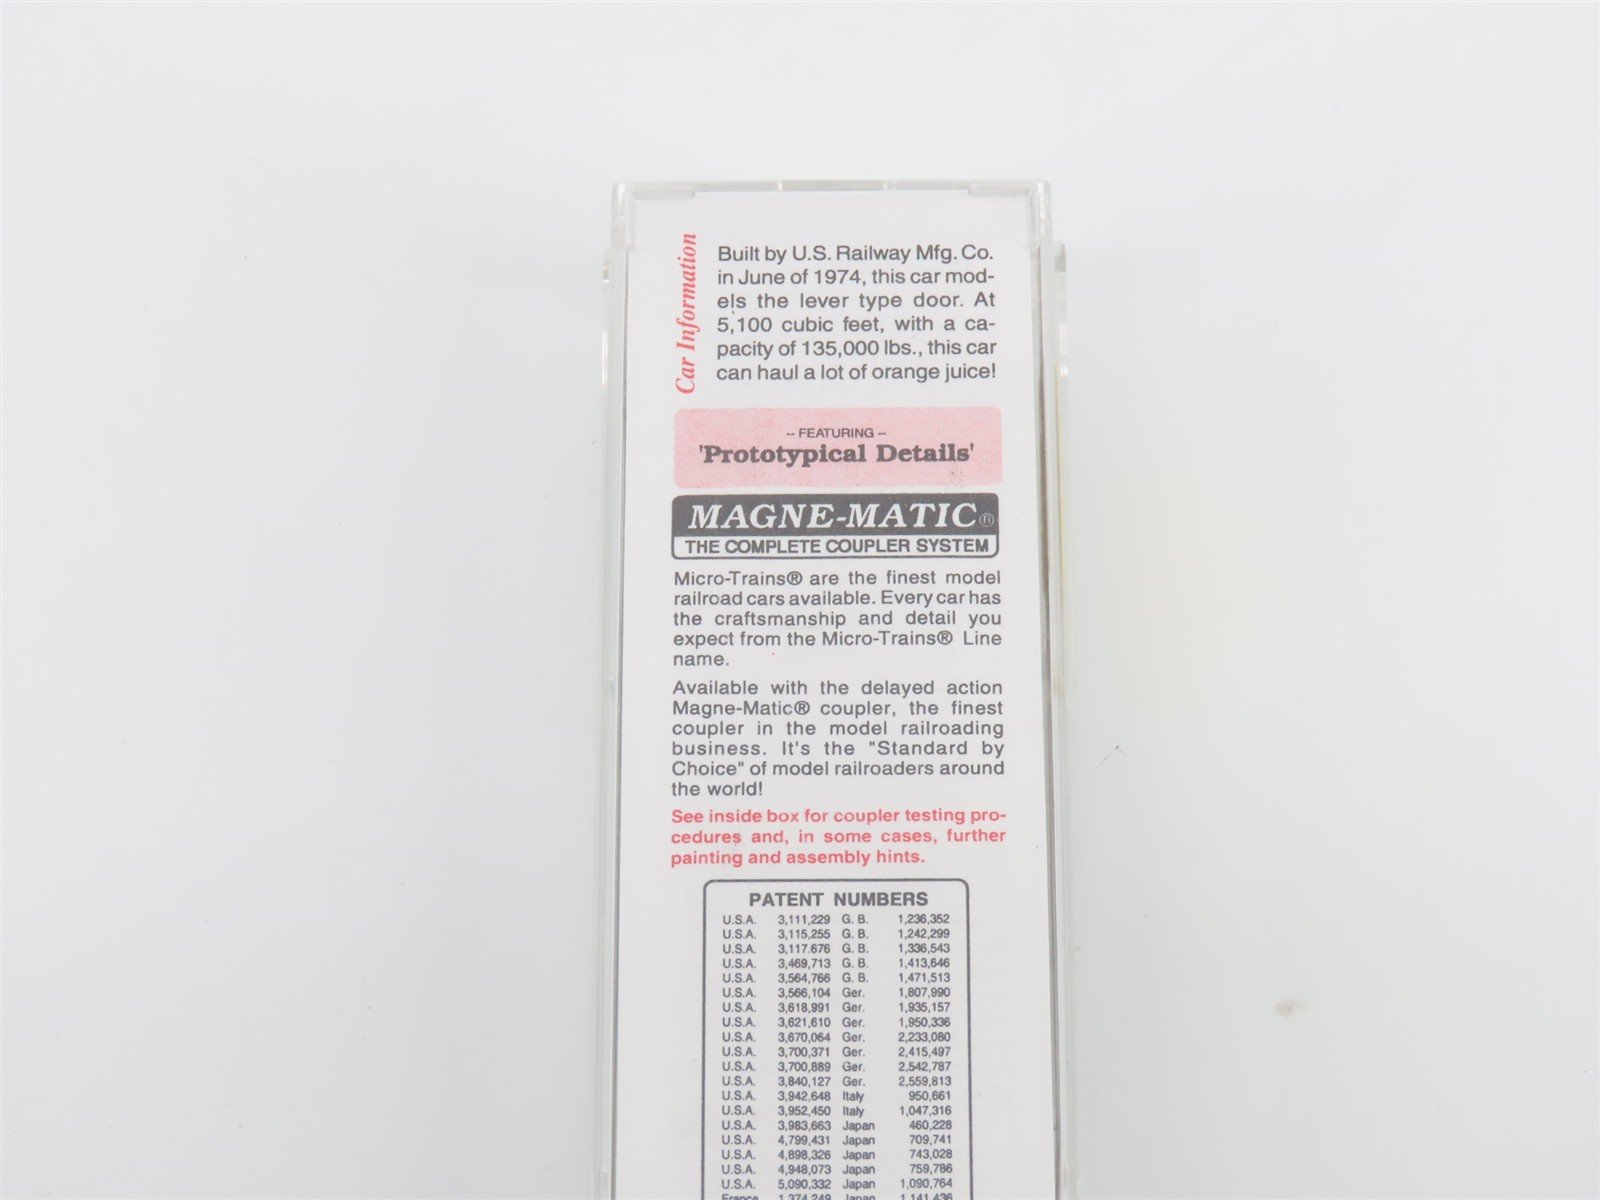 Car Information
Built by U.S. Railway Mfg. Co.
in June of 1974, this car mod-
els the lever type door. At
5,100 cubic feet, with a ca-
pacity of 135,000 lbs., this car
can haul a lot of orange juice!
-- FEATURING --
'Prototypical Details'
MAGNE-MATIC®
THE COMPLETE COUPLER SYSTEM
Micro-Trains® are the finest model
railroad cars available. Every car has
the craftsmanship and detail you
expect from the Micro-Trains® Line
name.
Available with the delayed action
Magne-Matic® coupler, the finest
coupler in the model railroading
business. It's the "Standard by
Choice" of model railroaders around
the world!
See inside box for coupler testing pro-
cedures and, in some cases, further
painting and assembly hints.
PATENT NUMBERS
U.S.A. 3,111,229 G. B. 1,236,352
U.S.A. 3,115,255 G. B. 1,242,299
U.S.A. 3,117.676 G. B. 1,336,543
U.S.A. 3,469,713 G. B. 1,413,646
U.S.A. 3,564,766 G. B. 1,471,513
U.S.A. 3,566,104 Ger. 1,807,990
U.S.A. 3,618,991 Ger. 1,935,157
U.S.A. 3,621,610 Ger. 1,950,336
U.S.A. 3,670,064 Ger. 2,233,080
U.S.A. 3,700,371 Ger. 2,415,497
U.S.A. 3,700,889 Ger. 2,542,787
U.S.A. 3,840,127 Ger. 2,559,813
U.S.A. 3,942,648 Italy 950,661
U.S.A. 3,952,450 Italy 1,047,316
U.S.A. 3,983,663 Japan 460,228
U.S.A. 4,799,431 Japan 709,741
U.S.A. 4,898,326 Japan 743,028
U.S.A. 4,948,073 Japan 759,786
U.S.A. 5,090,332 Japan 1,090,764
France 1,374,249 Japan 1,141,436